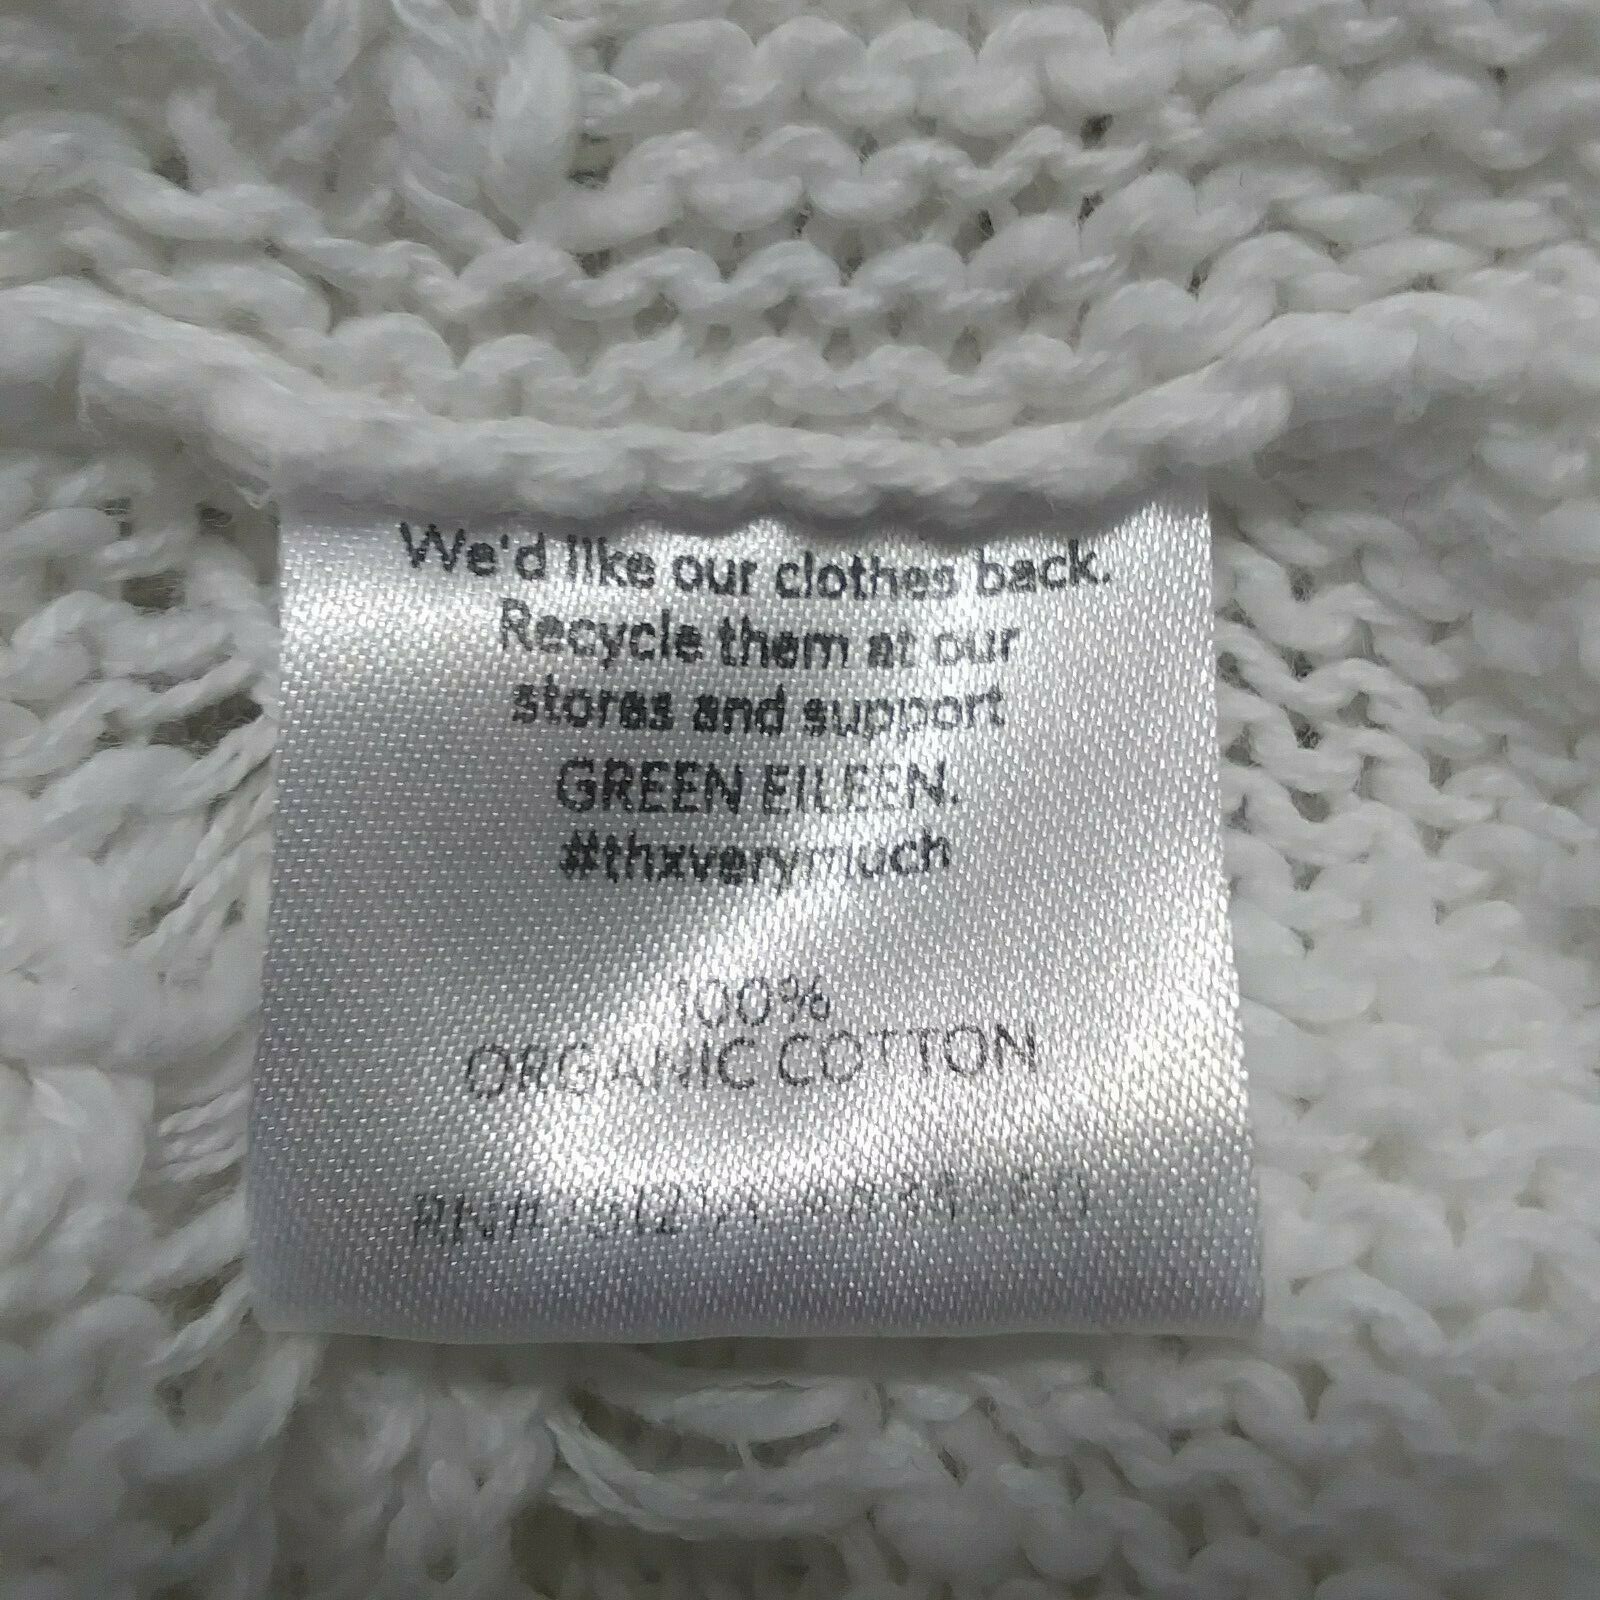 We'd like our clothes back.
Recycle them at our
stores and support
GREEN EILEEN.
#thxverymuch
100%
ORGANIC COTTON